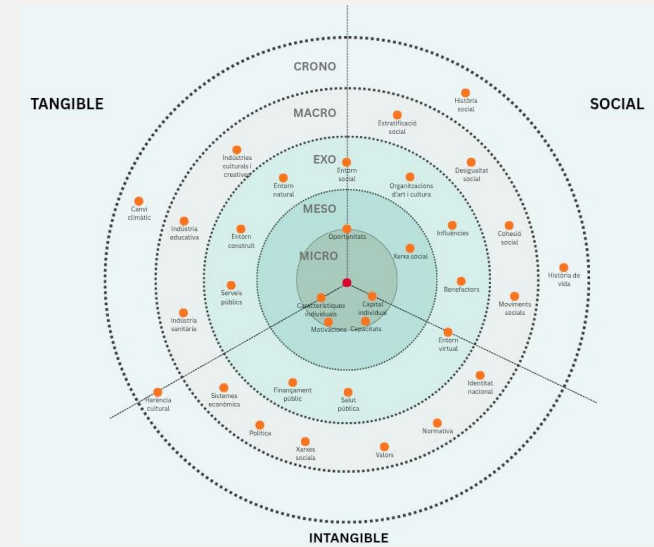 CRONO
TANGIBLE
SOCIAL
MACRO
Història
social
Estratificació
social
EXO
Indústries
culturals i
creatives
Entorn
social
Desigualtat
social
Entorn
natural
Organitzacions
d'art i cultura
MESO
Canvi
climàtic
Indústria
educativa
Entorn
construït
Oportunitats
Influències
Cohesió
social
MICRO
Xarxa social
Història de
vida
Serveis
públics
Benefactors
Característiques
individuals
Capital
individual
Moviments
socials
Indústria
sanitària
Motivacions
Capacitats
Entorn
virtual
Herència
cultural
Sistemes
econòmics
Finançament
públic
Salut
pública
Identitat
nacional
Política
Normativa
Xarxes
socials
Valors
INTANGIBLE